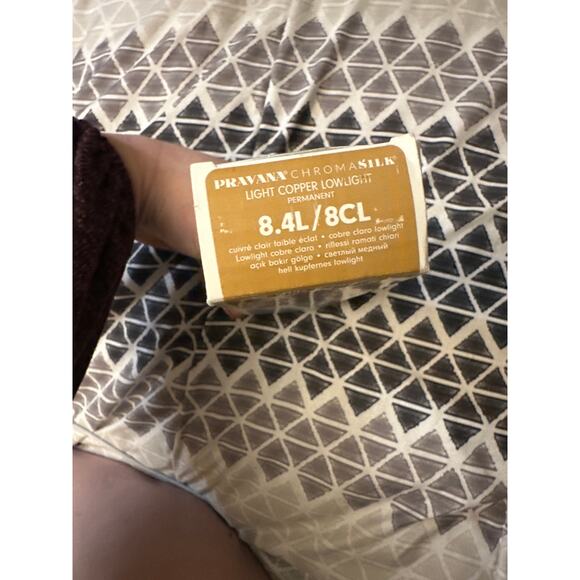 PRAVANA® CHROMASILK®
LIGHT COPPER LOWLIGHT
PERMANENT
8.4L/8CL
cuivré clair faible éclat • cobre claro lowlight
Lowlight cobre claro • riflessi ramati chiari
açık bakır gölge • светлый медный
hell kupfernes lowlight